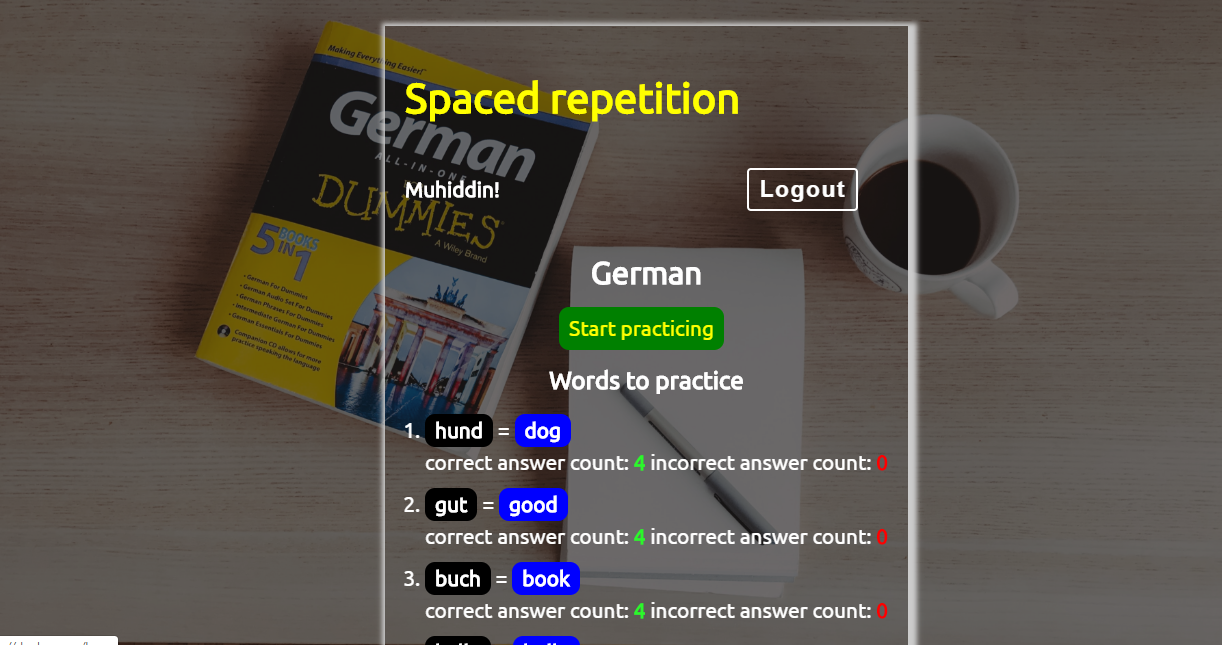 Making Everything Easier!™
German
ALL-IN-ONE
DUMMIES
A Wiley Brand
5 BOOKS
IN 1
• German For Dummies
• German Audio Set For Dummies
• German Phrases For Dummies
• Intermediate German For Dummies
• German Essentials For Dummies
Companion CD allows for more
practice speaking the language
Spaced repetition
Muhiddin!
Logout
German
Start practicing
Words to practice
1. hund = dog
correct answer count: 4 incorrect answer count: 0
2. gut = good
correct answer count: 4 incorrect answer count: 0
3. buch = book
correct answer count: 4 incorrect answer count: 0